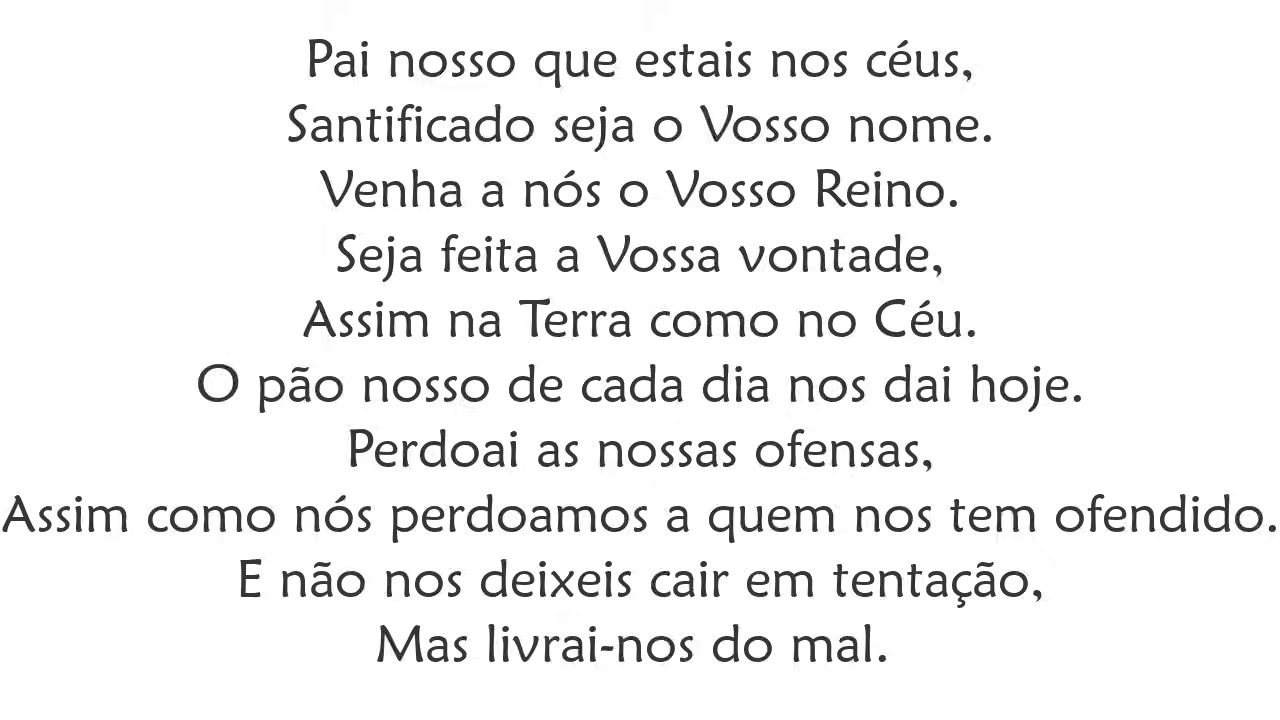 Pai nosso que estais nos céus,
Santificado seja o Vosso nome.
Venha a nós o Vosso Reino.
Seja feita a Vossa vontade,
Assim na Terra como no Céu.
O pão nosso de cada dia nos dai hoje.
Perdoai as nossas ofensas,
Assim como nós perdoamos a quem nos tem ofendido.
E não nos deixeis cair em tentação,
Mas livrai-nos do mal.